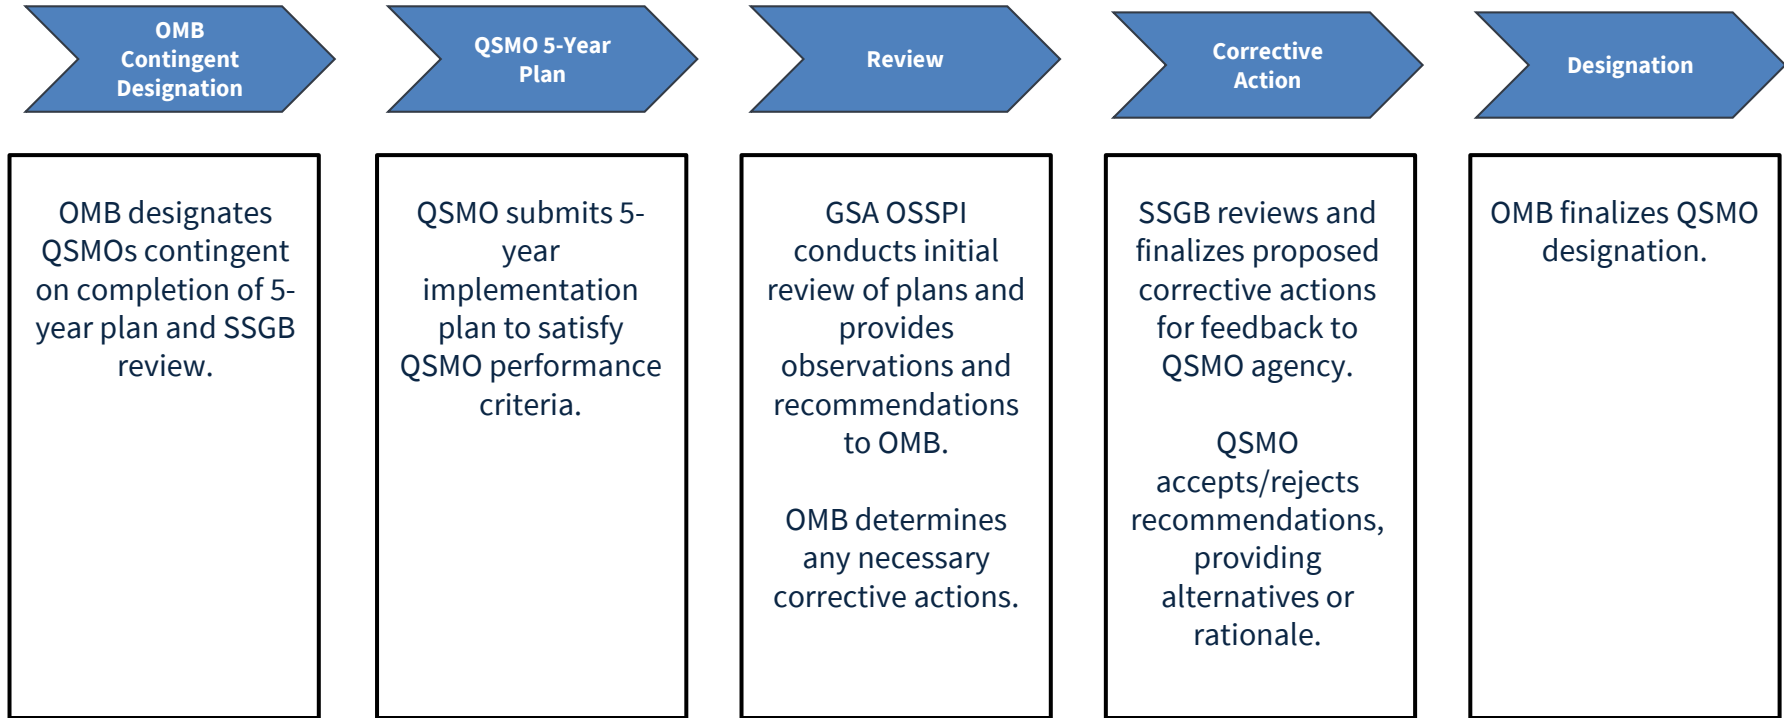 OMB
Contingent
Designation
QSMO 5-Year
Plan
Review
Corrective
Action
Designation
OMB designates
QSMOs contingent
on completion of 5-
year plan and SSGB
review.
QSMO submits 5-
year
implementation
plan to satisfy
QSMO performance
criteria.
GSA OSSPI
conducts initial
review of plans and
provides
observations and
recommendations
to OMB.
OMB determines
any necessary
corrective actions.
SSGB reviews and
finalizes proposed
corrective actions
for feedback to
QSMO agency.
QSMO
accepts/rejects
recommendations,
providing
alternatives or
rationale.
OMB finalizes QSMO
designation.